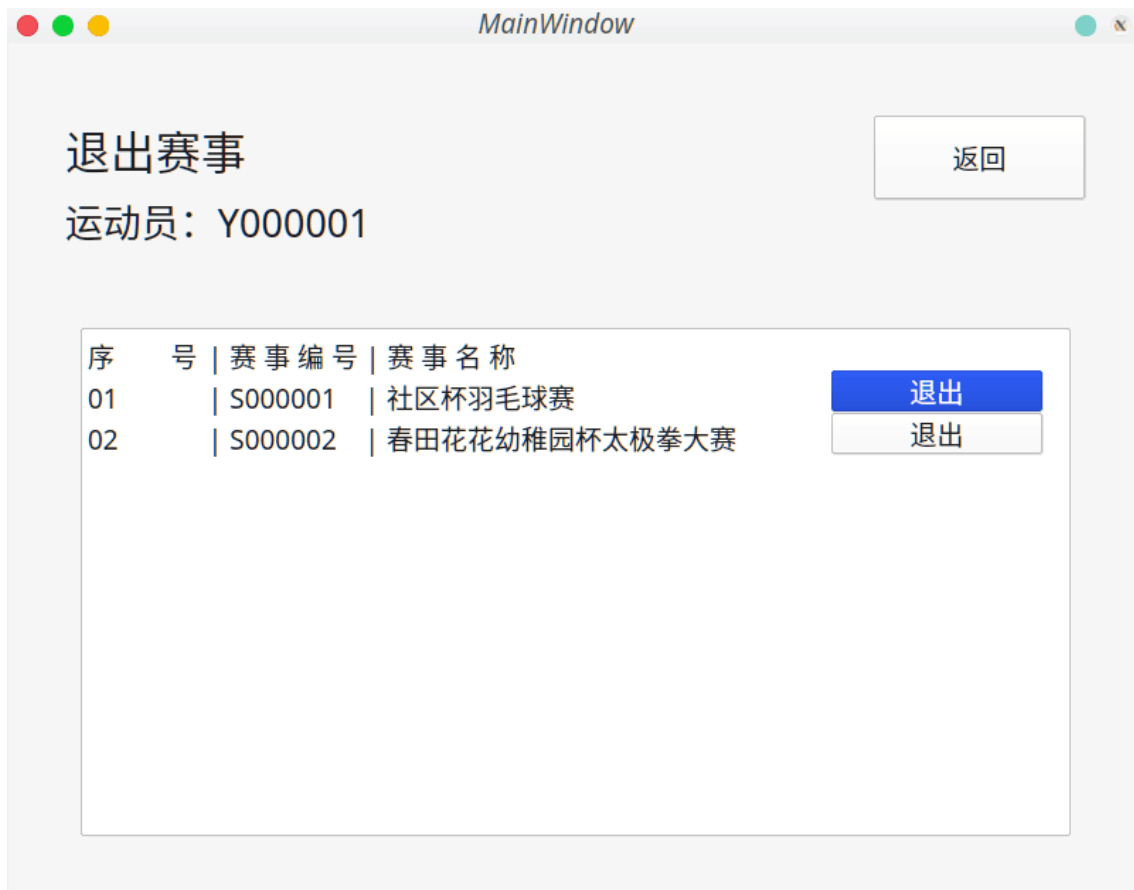 MainWindow
退出赛事
返回
运动员：Y000001
序 号 | 赛 事 编 号 | 赛 事 名 称
01 | S000001 | 社区杯羽毛球赛 退出
02 | S000002 | 春田花花幼稚园杯太极拳大赛 退出